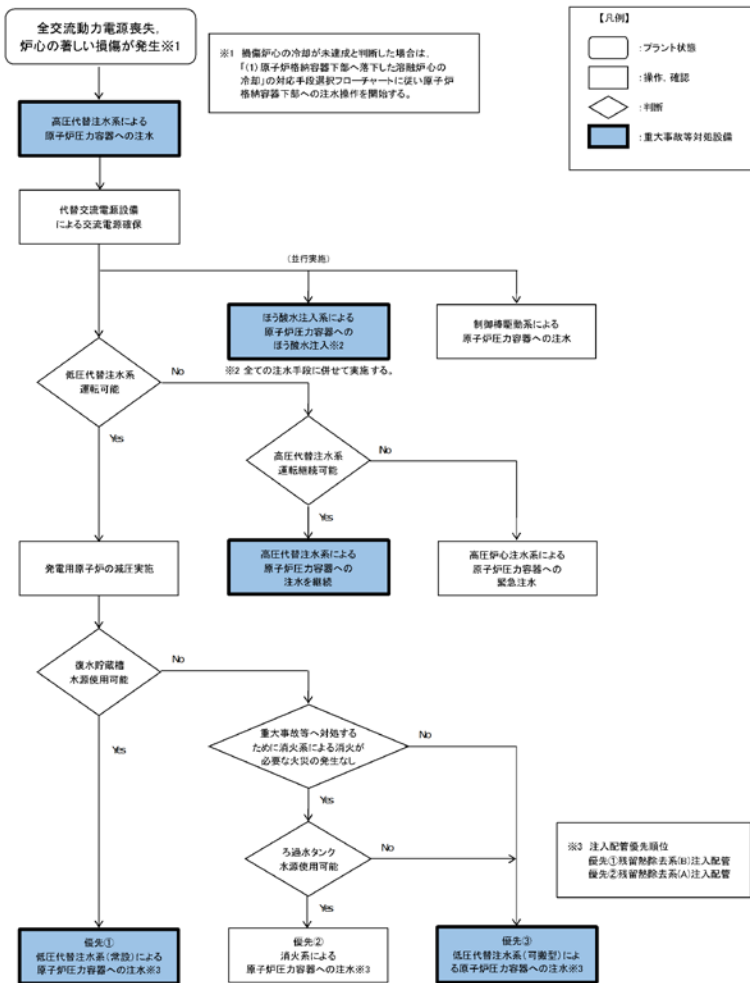 全交流動力電源喪失,
炉心の著しい損傷が発生※1
※1 損傷炉心の冷却が未達成と判断した場合は,
「(1)原子炉格納容器下部へ落下した溶融炉心の
冷却」の対応手段選択フローチャートに従い原子炉
格納容器下部への注水操作を開始する。
【凡例】
:プラント状態
:操作、確認
:判断
:重大事故等対処設備
高圧代替注水系による
原子炉圧力容器への注水
代替交流電源設備
による交流電源確保
(並行実施)
ほう酸水注入系による
原子炉圧力容器への
ほう酸水注入※2
制御棒駆動系による
原子炉圧力容器への注水
※2 全ての注水手段に併せて実施する。
低圧代替注水系
運転可能
No
Yes
高圧代替注水系
運転継続可能
No
Yes
発電用原子炉の減圧実施
高圧代替注水系による
原子炉圧力容器への
注水を継続
高圧炉心注水系による
原子炉圧力容器への
緊急注水
復水貯蔵槽
水源使用可能
No
Yes
重大事故等へ対処する
ために消火系による消火が
必要な火災の発生なし
No
Yes
ろ過水タンク
水源使用可能
No
Yes
※3 注入配管優先順位
優先①残留熱除去系(B)注入配管
優先②残留熱除去系(A)注入配管
優先①
低圧代替注水系(常設)による
原子炉圧力容器への注水※3
優先②
消火系による
原子炉圧力容器への注水※3
優先③
低圧代替注水系(可搬型)によ
る原子炉圧力容器への注水※3